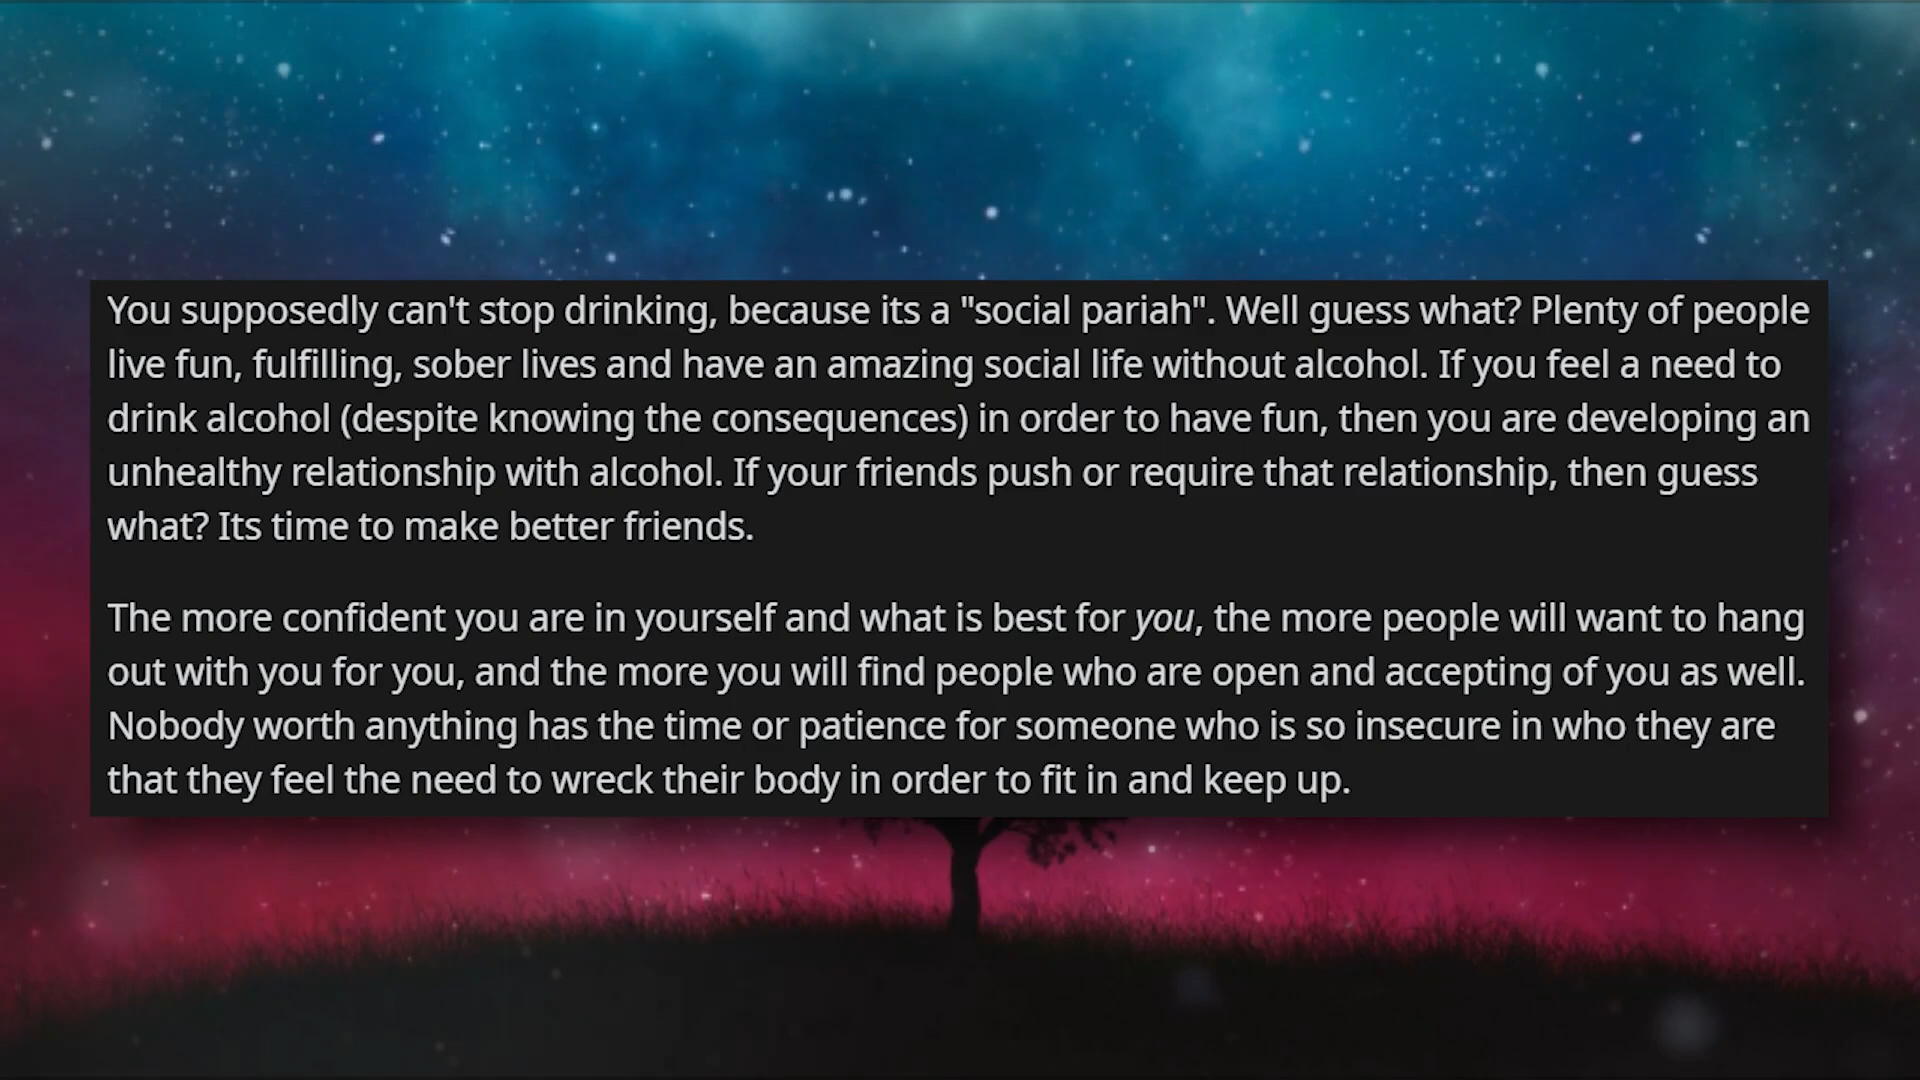 You supposedly can't stop drinking, because its a "social pariah". Well guess what? Plenty of people
live fun, fulfilling, sober lives and have an amazing social life without alcohol. If you feel a need to
drink alcohol (despite knowing the consequences) in order to have fun, then you are developing an
unhealthy relationship with alcohol. If your friends push or require that relationship, then guess
what? Its time to make better friends.
The more confident you are in yourself and what is best for you, the more people will want to hang
out with you for you, and the more you will find people who are open and accepting of you as well.
Nobody worth anything has the time or patience for someone who is so insecure in who they are
that they feel the need to wreck their body in order to fit in and keep up.